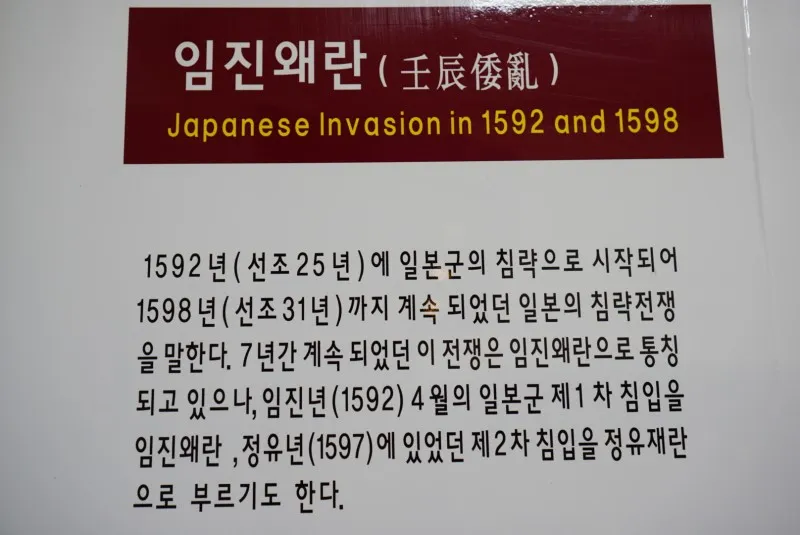 임진왜란 (壬辰倭亂)
Japanese Invasion in 1592 and 1598
1592년(선조25년)에 일본군의 침략으로 시작되어
1598년(선조31년)까지 계속 되었던 일본의 침략전쟁
을 말한다. 7년간 계속 되었던 이 전쟁은 임진왜란으로 통칭
되고 있으나, 임진년(1592) 4월의 일본군 제1차 침입을
임진왜란 ,정유년(1597)에 있었던 제2차 침입을 정유재란
으로 부르기도 한다.